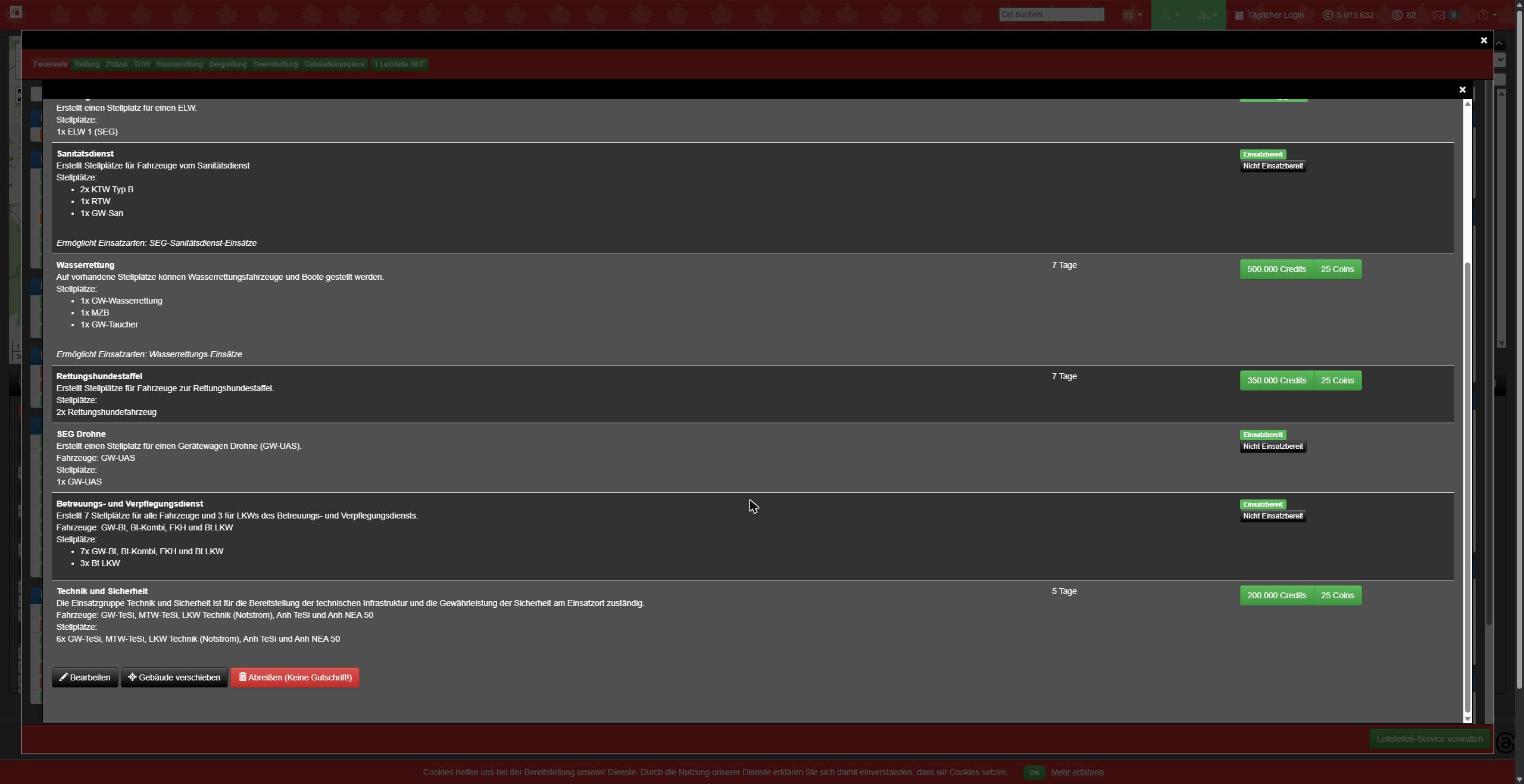 Ort suchen
Täglicher Login
5.019.632
82
0
Feuerwehr Rettung Polizei THW Wasserrettung Bergrettung Seenotrettung Gebäudekomplexe 1 Leitstelle NHF
Erstellt einen Stellplatz für einen ELW.
Stellplätze:
1x ELW 1 (SEG)
Sanitätsdienst
Einsatzbereit
Erstellt Stellplätze für Fahrzeuge vom Sanitätsdienst
Nicht Einsatzbereit
Stellplätze:
• 2x KTW Typ B
• 1x RTW
• 1x GW-San
Ermöglicht Einsatzarten: SEG-Sanitätsdienst-Einsätze
Wasserrettung
7 Tage
500.000 Credits 25 Coins
Auf vorhandene Stellplätze können Wasserrettungsfahrzeuge und Boote gestellt werden.
Stellplätze:
• 1x GW-Wasserrettung
• 1x MZB
• 1x GW-Taucher
Ermöglicht Einsatzarten: Wasserrettungs-Einsätze
Rettungshundestaffel
7 Tage
350.000 Credits 25 Coins
Erstellt Stellplätze für Fahrzeuge zur Rettungshundestaffel.
Stellplätze:
2x Rettungshundefahrzeug
SEG Drohne
Einsatzbereit
Erstellt einen Stellplatz für einen Gerätewagen Drohne (GW-UAS).
Nicht Einsatzbereit
Fahrzeuge: GW-UAS
Stellplätze:
1x GW-UAS
Betreuungs- und Verpflegungsdienst
Einsatzbereit
Erstellt 7 Stellplätze für alle Fahrzeuge und 3 für LKWs des Betreuungs- und Verpflegungsdiensts.
Nicht Einsatzbereit
Fahrzeuge: GW-Bt, Bt-Kombi, FKH und Bt LKW
Stellplätze:
• 7x GW-Bt, Bt-Kombi, FKH und Bt LKW
• 3x Bt LKW
Technik und Sicherheit
5 Tage
200.000 Credits 25 Coins
Die Einsatzgruppe Technik und Sicherheit ist für die Bereitstellung der technischen Infrastruktur und die Gewährleistung der Sicherheit am Einsatzort zuständig.
Fahrzeuge: GW-TeSi, MTW-TeSi, LKW Technik (Notstrom), Anh TeSi und Anh NEA 50
Stellplätze:
6x GW-TeSi, MTW-TeSi, LKW Technik (Notstrom), Anh TeSi und Anh NEA 50
Bearbeiten Gebäude verschieben Abreißen (Keine Gutschrift!)
Leitstellen-Service verwalten
Cookies helfen uns bei der Bereitstellung unserer Dienste. Durch die Nutzung unserer Dienste erklären Sie sich damit einverstanden, dass wir Cookies setzen. OK Mehr erfahren